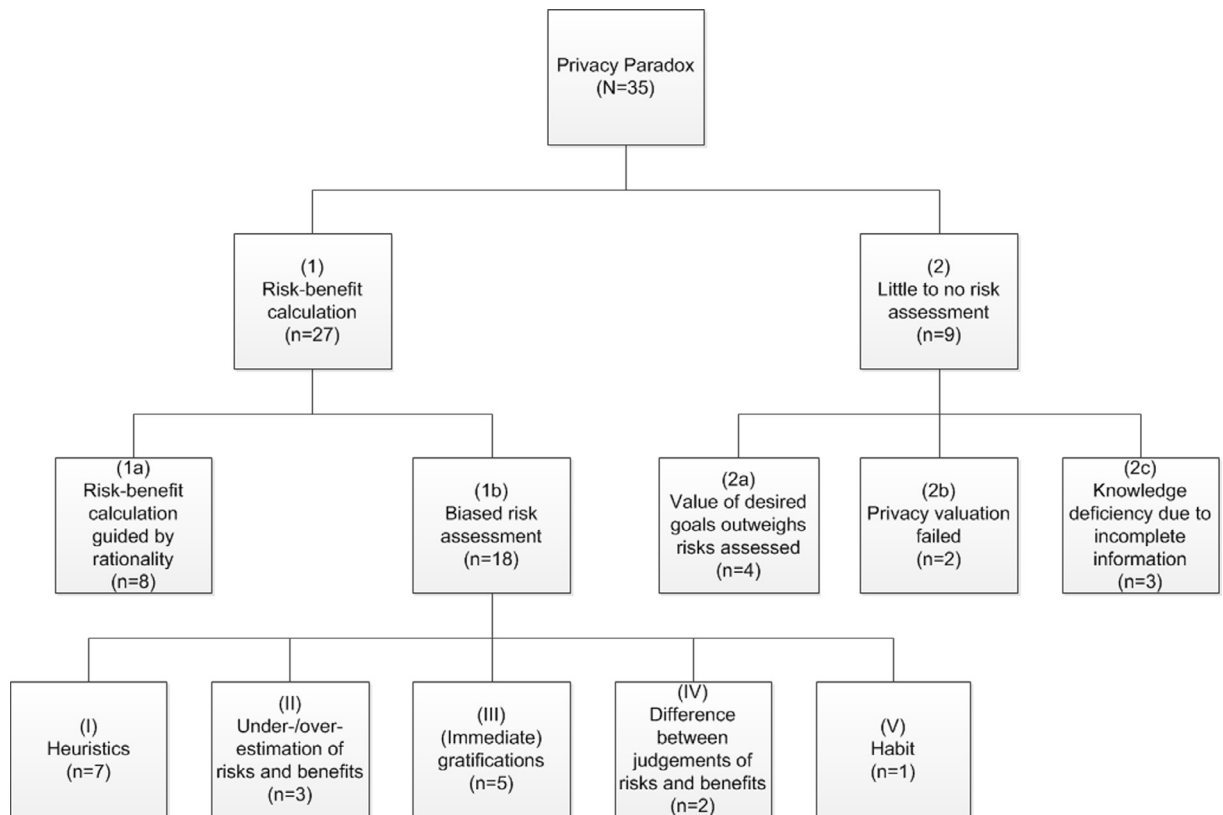 Privacy Paradox
(N=35)
(1)
Risk-benefit
calculation
(n=27)
(2)
Little to no risk
assessment
(n=9)
(1a)
Risk-benefit
calculation
guided by
rationality
(n=8)
(1b)
Biased risk
assessment
(n=18)
(2a)
Value of desired
goals outweighs
risks assessed
(n=4)
(2b)
Privacy valuation
failed
(n=2)
(2c)
Knowledge
deficiency due to
incomplete
information
(n=3)
(I)
Heuristics
(n=7)
(II)
Under-/over-
estimation of
risks and benefits
(n=3)
(III)
(Immediate)
gratifications
(n=5)
(IV)
Difference
between
judgements of
risks and benefits
(n=2)
(V)
Habit
(n=1)